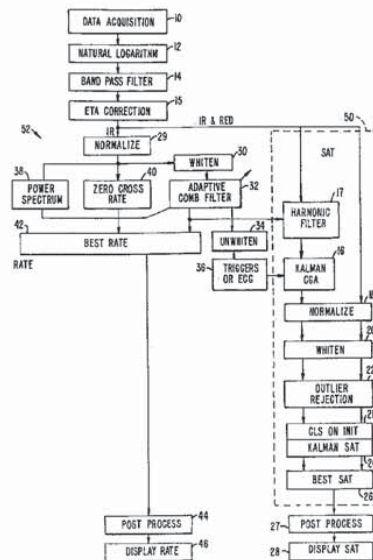 DATA ACQUISITION
10
NATURAL LOGARITHM
12
BAND PASS FILTER
14
ETA CORRECTION
15
IR
IR & RED
50
52
NORMALIZE
29
SAT
WHITEN
30
38
40
POWER
SPECTRUM
ZERO CROSS
RATE
ADAPTIVE
COMB FILTER
32
17
HARMONIC
FILTER
42
BEST RATE
UNWHITEN
34
RATE
36
TRIGGERS
OR ECG
16
KALMAN
CGA
18
NORMALIZE
20
WHITEN
22
OUTLIER
REJECTION
CLS ON INIT
KALMAN SAT
24
BEST SAT
26
44
POST PROCESS
46
DISPLAY RATE
27
POST PROCESS
28
DISPLAY SAT